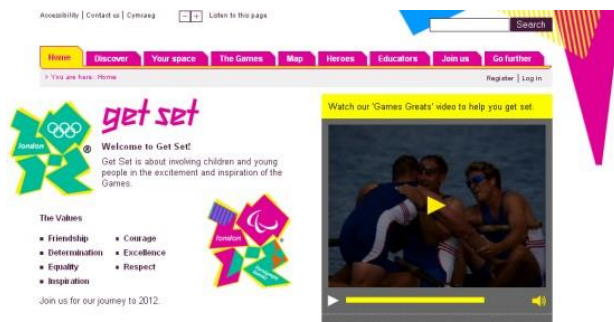 Accessibility | Contact us | Cymraeg - + Listen to this page
Search
Home Discover Your space The Games Map Heroes Educators Join us Go further
> You are here: Home
Register | Log in
get set
london
®
Welcome to Get Set!
Get Set is about involving children and young
people in the excitement and inspiration of the
Games.
Watch our 'Games Greats' video to help you get set.
london
The Values
Friendship
Determination
Equality
Inspiration
Courage
Excellence
Respect
Join us for our journey to 2012.